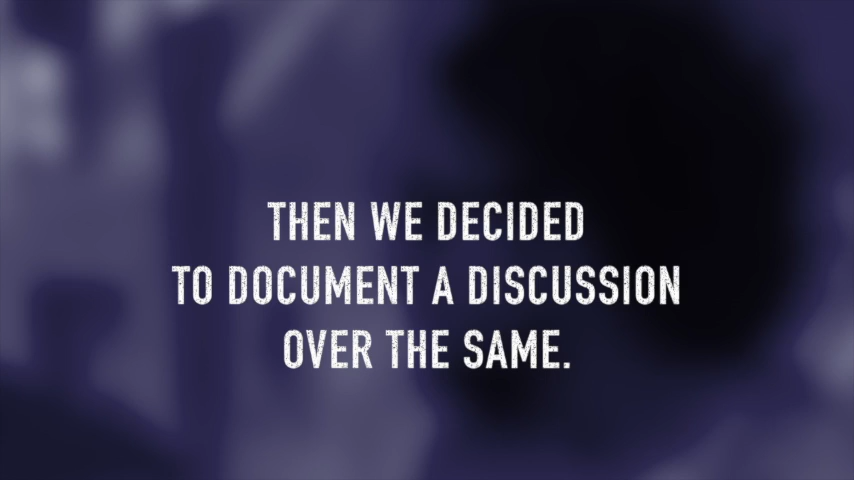 THEN WE DECIDED
TO DOCUMENT A DISCUSSION
OVER THE SAME.